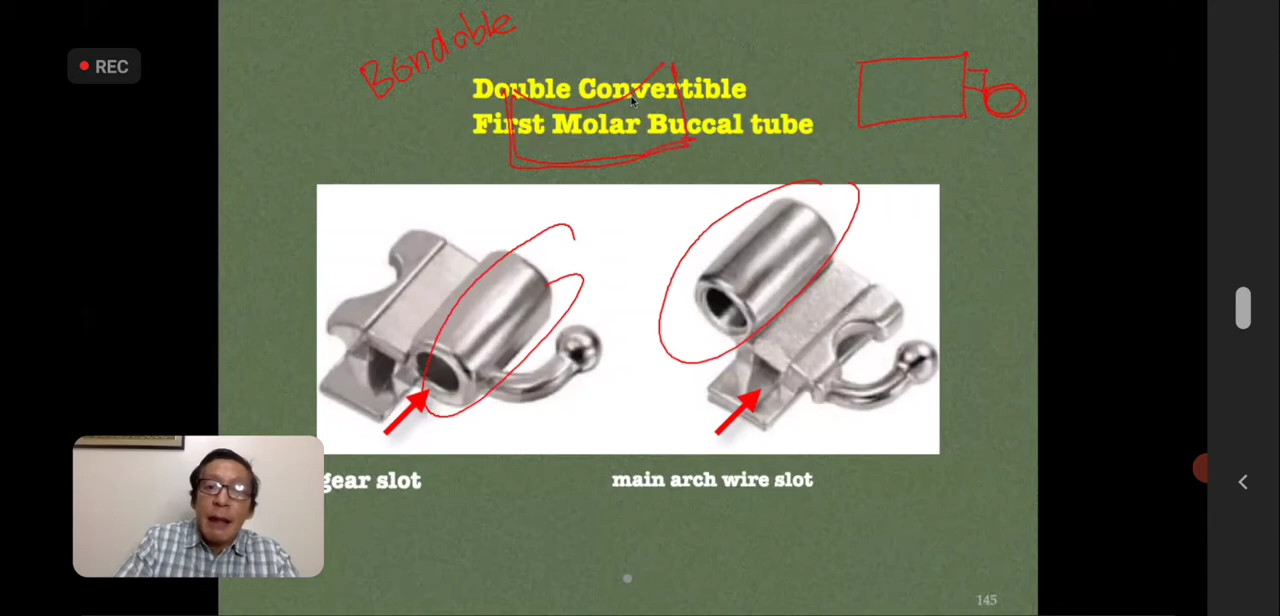 REC
Bondable
Double Convertible
First Molar Buccal tube
gear slot
main arch wire slot
145